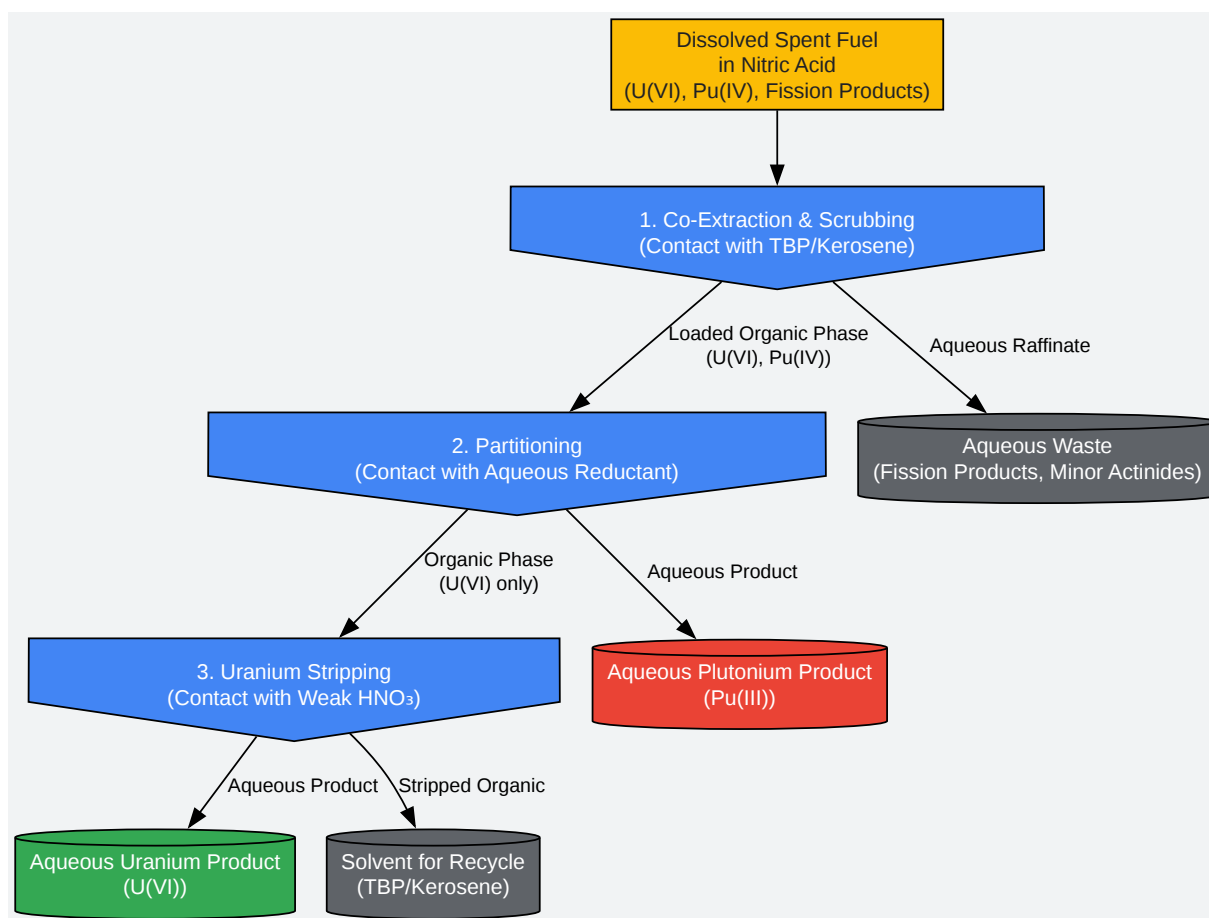 Dissolved Spent Fuel
in Nitric Acid
(U(VI), Pu(IV), Fission Products)
1. Co-Extraction & Scrubbing
(Contact with TBP/Kerosene)
Loaded Organic Phase
(U(VI), Pu(IV))
Aqueous Raffinate
2. Partitioning
(Contact with Aqueous Reductant)
Aqueous Waste
(Fission Products, Minor Actinides)
Organic Phase
(U(VI) only)
Aqueous Product
3. Uranium Stripping
(Contact with Weak HNO₃)
Aqueous Plutonium Product
(Pu(III))
Aqueous Product
Stripped Organic
Aqueous Uranium Product
(U(VI))
Solvent for Recycle
(TBP/Kerosene)